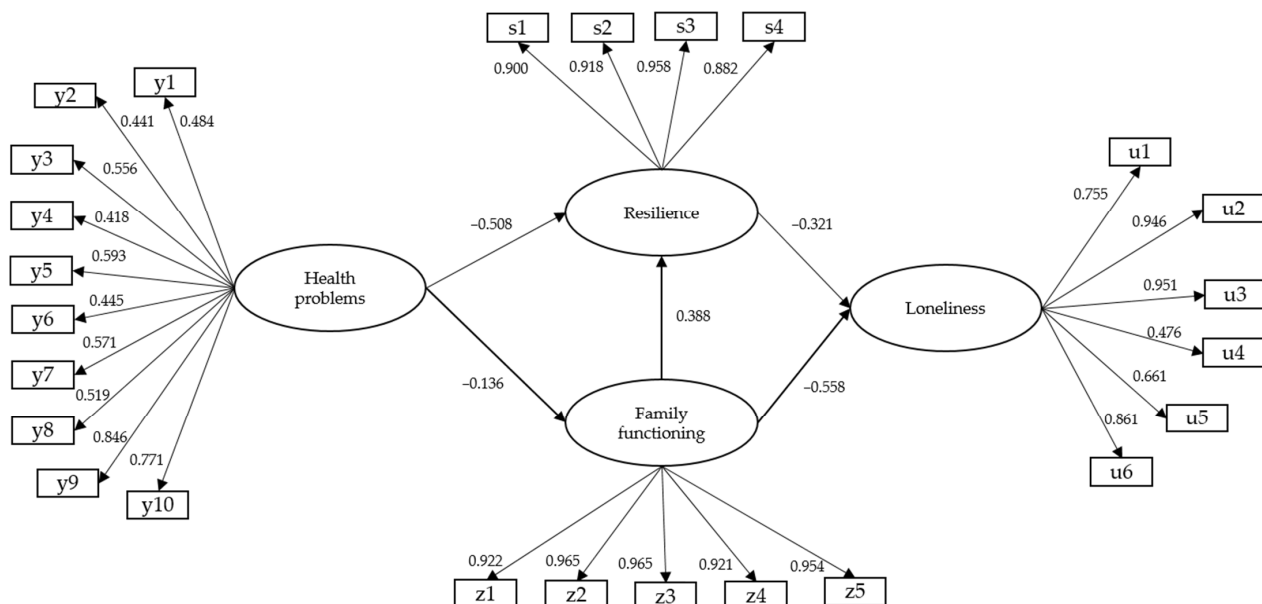 s1
s2
s3
s4
0.900
0.918
0.958
0.882
y1
y2
y3
y4
y5
y6
y7
y8
y9
y10
0.484
0.441
0.556
0.418
0.593
0.445
0.571
0.519
0.846
0.771
Health
problems
−0.508
−0.136
Resilience
0.388
Family
functioning
−0.321
−0.558
Loneliness
0.755
0.946
0.951
0.476
0.661
0.861
u1
u2
u3
u4
u5
u6
0.922
0.965
0.965
0.921
0.954
z1
z2
z3
z4
z5